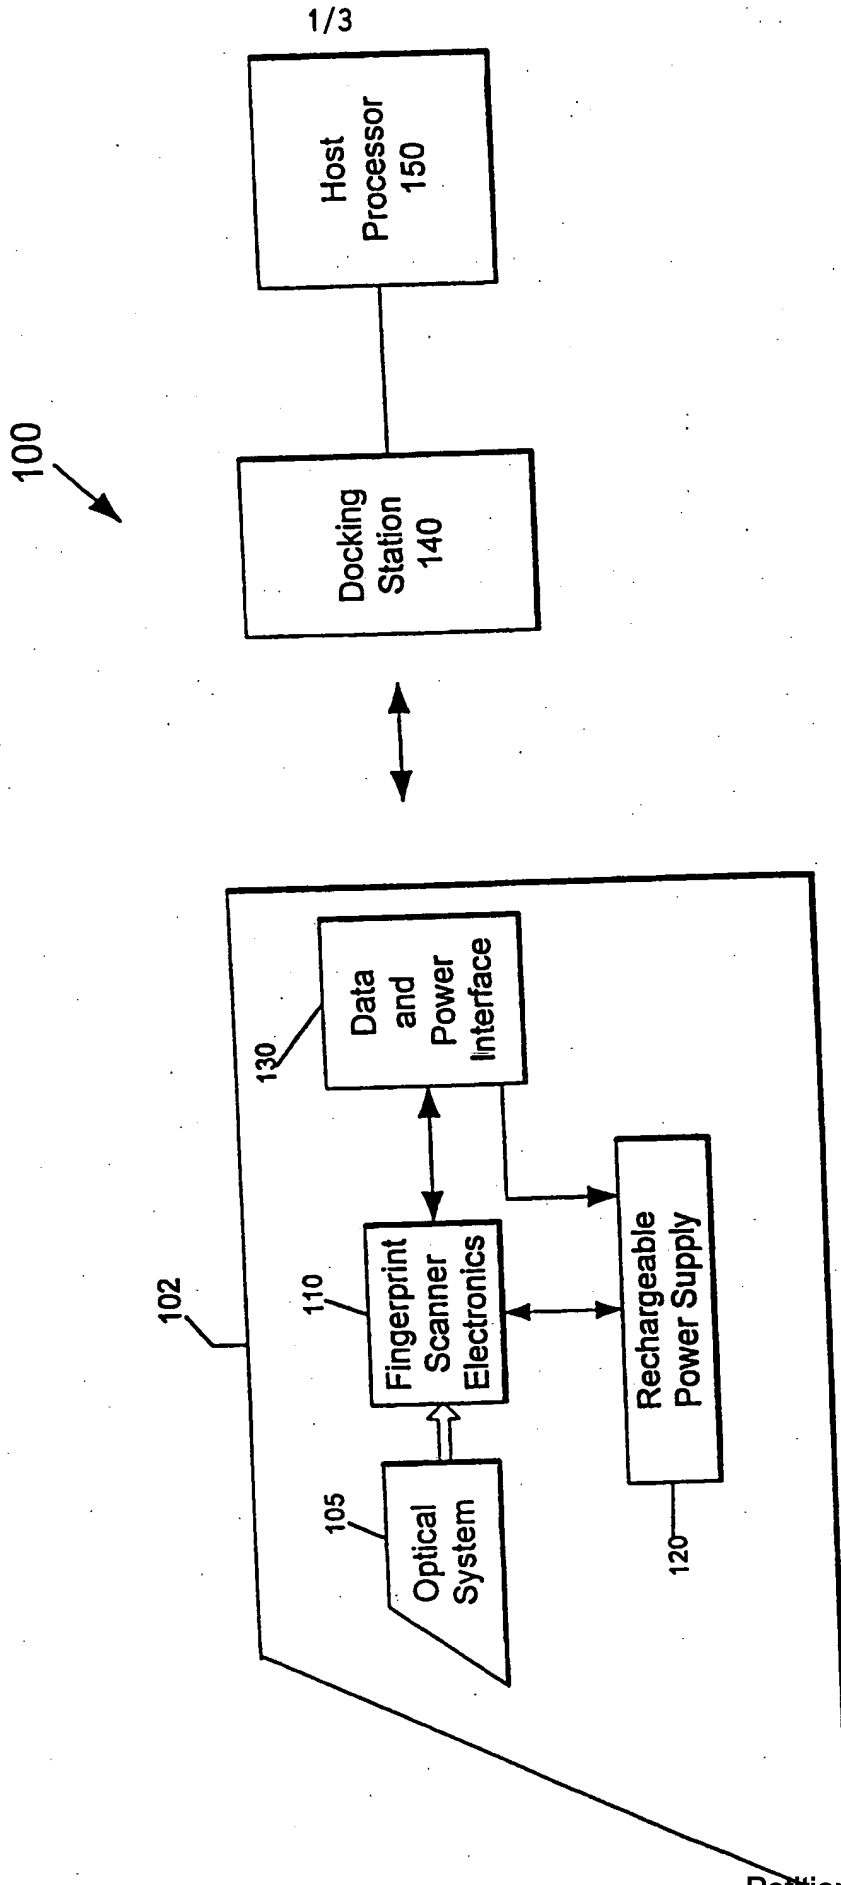 1/3
100
Host
Processor
150
Docking
Station
140
102
130
Data
and
Power
Interface
110
Fingerprint
Scanner
Electronics
105
Optical
System
Rechargeable
Power Supply
120